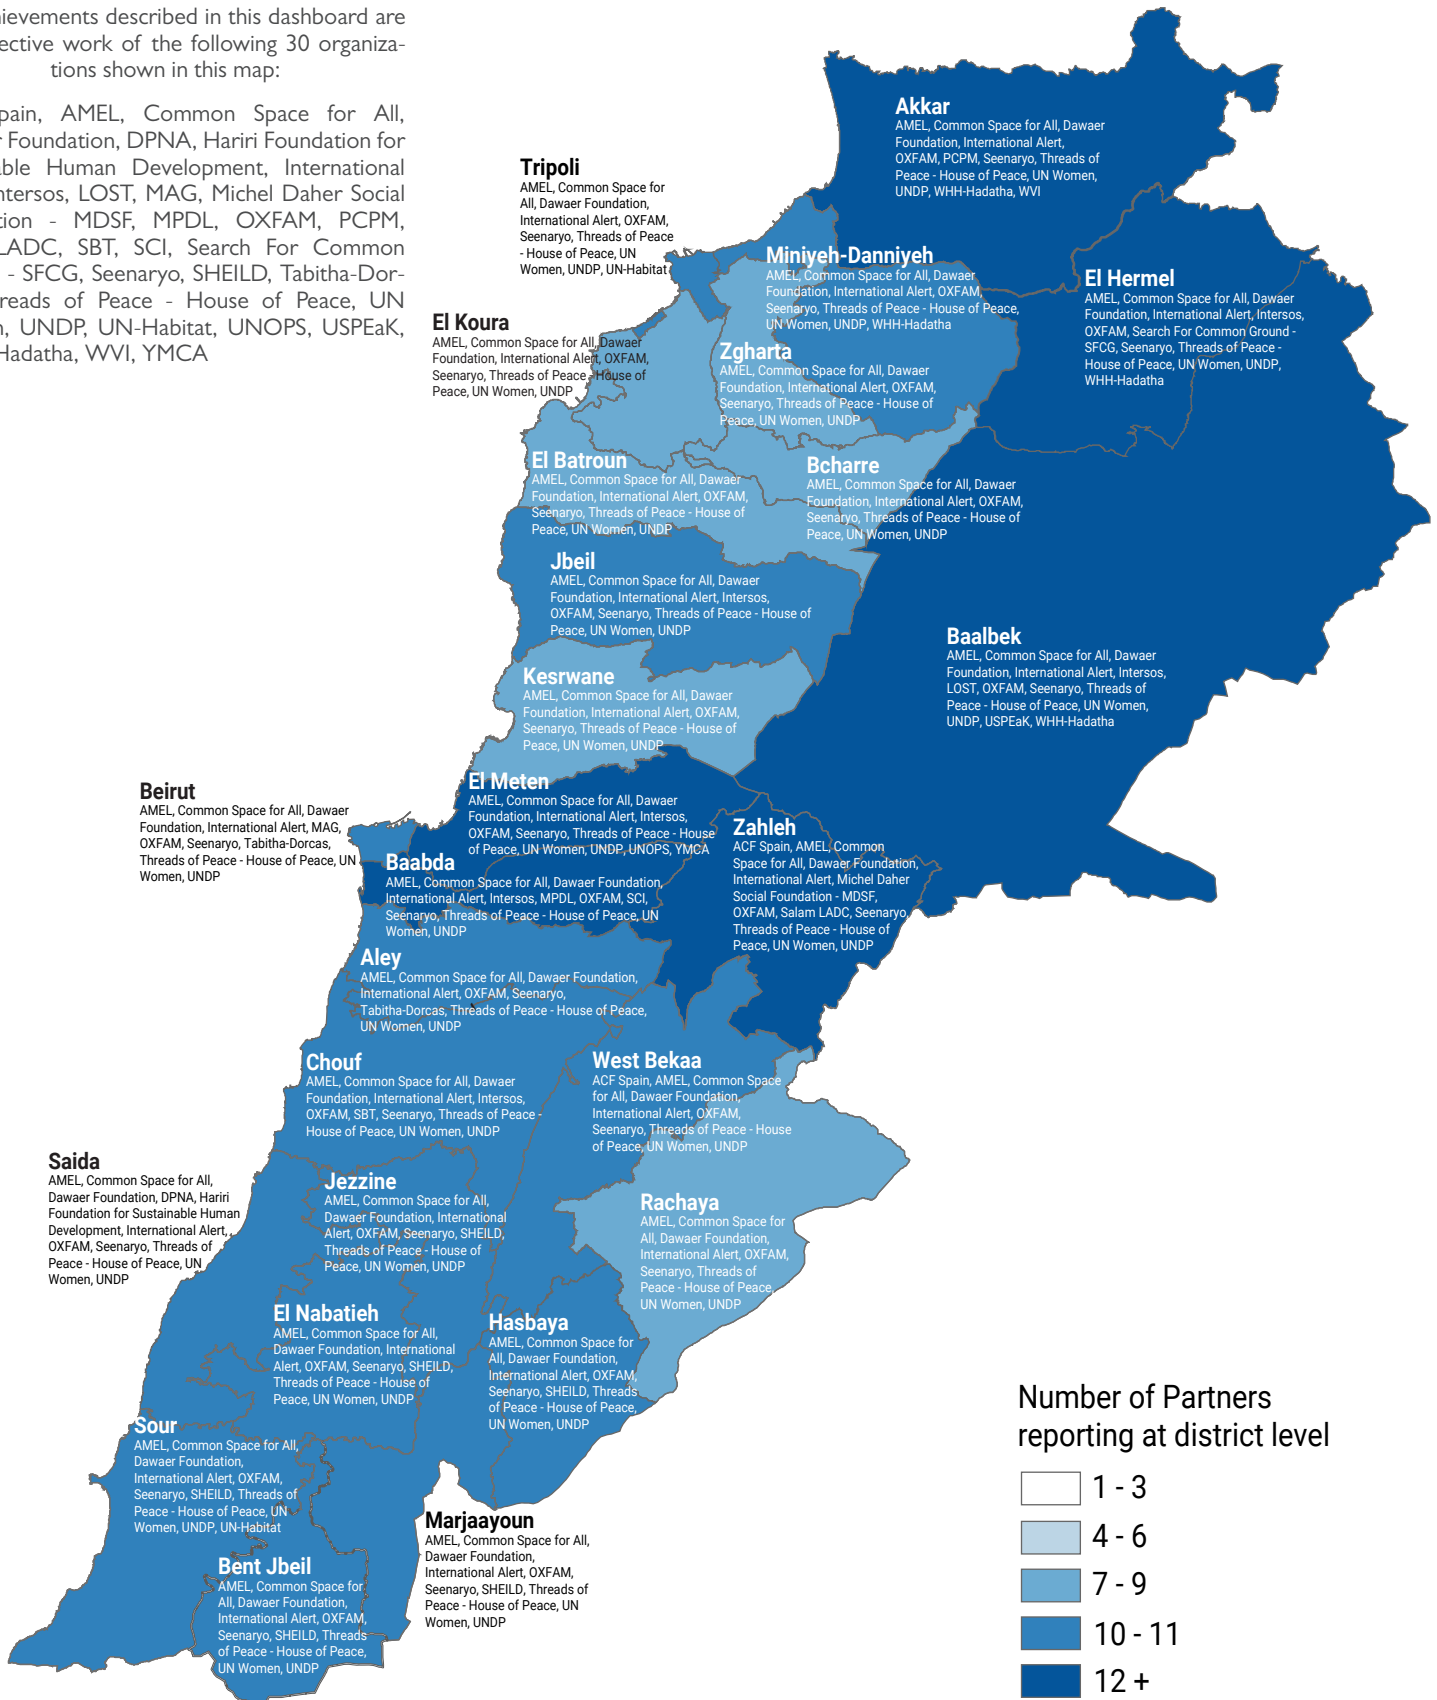 hievements described in this dashboard are
ective work of the following 30 organiza-
tions shown in this map:
pain, AMEL, Common Space for All,
r Foundation, DPNA, Hariri Foundation for
ble Human Development, International
ntersos, LOST, MAG, Michel Daher Social
tion - MDSF, MPDL, OXFAM, PCPM,
LADC, SBT, SCI, Search For Common
- SFCG, Seenaryo, SHEILD, Tabitha-Dor-
reads of Peace - House of Peace, UN
n, UNDP, UN-Habitat, UNOPS, USPEaK,
Hadatha, WVI, YMCA
Akkar
AMEL, Common Space for All, Dawaer
Foundation, International Alert,
OXFAM, PCPM, Seenaryo, Threads of
Peace - House of Peace, UN Women,
UNDP, WHH-Hadatha, WVI
Tripoli
AMEL, Common Space for
All, Dawaer Foundation,
International Alert, OXFAM,
Seenaryo, Threads of Peace
- House of Peace, UN
Women, UNDP, UN-Habitat
Miniyeh-Danniyeh
AMEL, Common Space for All, Dawaer
Foundation, International Alert, OXFAM,
Seenaryo, Threads of Peace - House of Peace,
UN Women, UNDP, WHH-Hadatha
El Hermel
AMEL, Common Space for All, Dawaer
Foundation, International Alert, Intersos,
OXFAM, Search For Common Ground -
SFCG, Seenaryo, Threads of Peace -
House of Peace, UN Women, UNDP,
WHH-Hadatha
El Koura
AMEL, Common Space for All, Dawaer
Foundation, International Alert, OXFAM,
Seenaryo, Threads of Peace - House of
Peace, UN Women, UNDP
Zgharta
AMEL, Common Space for All, Dawaer
Foundation, International Alert, OXFAM,
Seenaryo, Threads of Peace - House of
Peace, UN Women, UNDP
El Batroun
AMEL, Common Space for All, Dawaer
Foundation, International Alert, OXFAM,
Seenaryo, Threads of Peace - House of
Peace, UN Women, UNDP
Bcharre
AMEL, Common Space for All, Dawaer
Foundation, International Alert, OXFAM,
Seenaryo, Threads of Peace - House of
Peace, UN Women, UNDP
Jbeil
AMEL, Common Space for All, Dawaer
Foundation, International Alert, Intersos,
OXFAM, Seenaryo, Threads of Peace - House of
Peace, UN Women, UNDP
Baalbek
AMEL, Common Space for All, Dawaer
Foundation, International Alert, Intersos,
LOST, OXFAM, Seenaryo, Threads of
Peace - House of Peace, UN Women,
UNDP, USPEaK, WHH-Hadatha
Kesrwane
AMEL, Common Space for All, Dawaer
Foundation, International Alert, OXFAM,
Seenaryo, Threads of Peace - House of
Peace, UN Women, UNDP
El Meten
AMEL, Common Space for All, Dawaer
Foundation, International Alert, Intersos,
OXFAM, Seenaryo, Threads of Peace - House
of Peace, UN Women, UNDP, UNOPS, YMCA
Beirut
AMEL, Common Space for All, Dawaer
Foundation, International Alert, MAG,
OXFAM, Seenaryo, Tabitha-Dorcas,
Threads of Peace - House of Peace, UN
Women, UNDP
Zahleh
ACF Spain, AMEL, Common
Space for All, Dawaer Foundation,
International Alert, Michel Daher
Social Foundation - MDSF,
OXFAM, Salam LADC, Seenaryo,
Threads of Peace - House of
Peace, UN Women, UNDP
Baabda
AMEL, Common Space for All, Dawaer Foundation,
International Alert, Intersos, MPDL, OXFAM, SCI,
Seenaryo, Threads of Peace - House of Peace, UN
Women, UNDP
Aley
AMEL, Common Space for All, Dawaer Foundation,
International Alert, OXFAM, Seenaryo,
Tabitha-Dorcas, Threads of Peace - House of Peace,
UN Women, UNDP
Chouf
AMEL, Common Space for All, Dawaer
Foundation, International Alert, Intersos,
OXFAM, SBT, Seenaryo, Threads of Peace -
House of Peace, UN Women, UNDP
West Bekaa
ACF Spain, AMEL, Common Space
for All, Dawaer Foundation,
International Alert, OXFAM,
Seenaryo, Threads of Peace - House
of Peace, UN Women, UNDP
Saida
AMEL, Common Space for All,
Dawaer Foundation, DPNA, Hariri
Foundation for Sustainable Human
Development, International Alert,
OXFAM, Seenaryo, Threads of
Peace - House of Peace, UN
Women, UNDP
Jezzine
AMEL, Common Space for All,
Dawaer Foundation, International
Alert, OXFAM, Seenaryo, SHEILD,
Threads of Peace - House of
Peace, UN Women, UNDP
Rachaya
AMEL, Common Space for
All, Dawaer Foundation,
International Alert, OXFAM,
Seenaryo, Threads of
Peace - House of Peace,
UN Women, UNDP
El Nabatieh
AMEL, Common Space for All,
Dawaer Foundation, International
Alert, OXFAM, Seenaryo, SHEILD,
Threads of Peace - House of
Peace, UN Women, UNDP
Hasbaya
AMEL, Common Space for
All, Dawaer Foundation,
International Alert, OXFAM,
Seenaryo, SHEILD, Threads
of Peace - House of Peace,
UN Women, UNDP
Sour
AMEL, Common Space for All,
Dawaer Foundation,
International Alert, OXFAM,
Seenaryo, SHEILD, Threads of
Peace - House of Peace, UN
Women, UNDP, UN-Habitat
Marjaayoun
AMEL, Common Space for All,
Dawaer Foundation,
International Alert, OXFAM,
Seenaryo, SHEILD, Threads of
Peace - House of Peace, UN
Women, UNDP
Bent Jbeil
AMEL, Common Space for
All, Dawaer Foundation,
International Alert, OXFAM,
Seenaryo, SHEILD, Threads
of Peace - House of Peace,
UN Women, UNDP
Number of Partners
reporting at district level
1 - 3
4 - 6
7 - 9
10 - 11
12 +